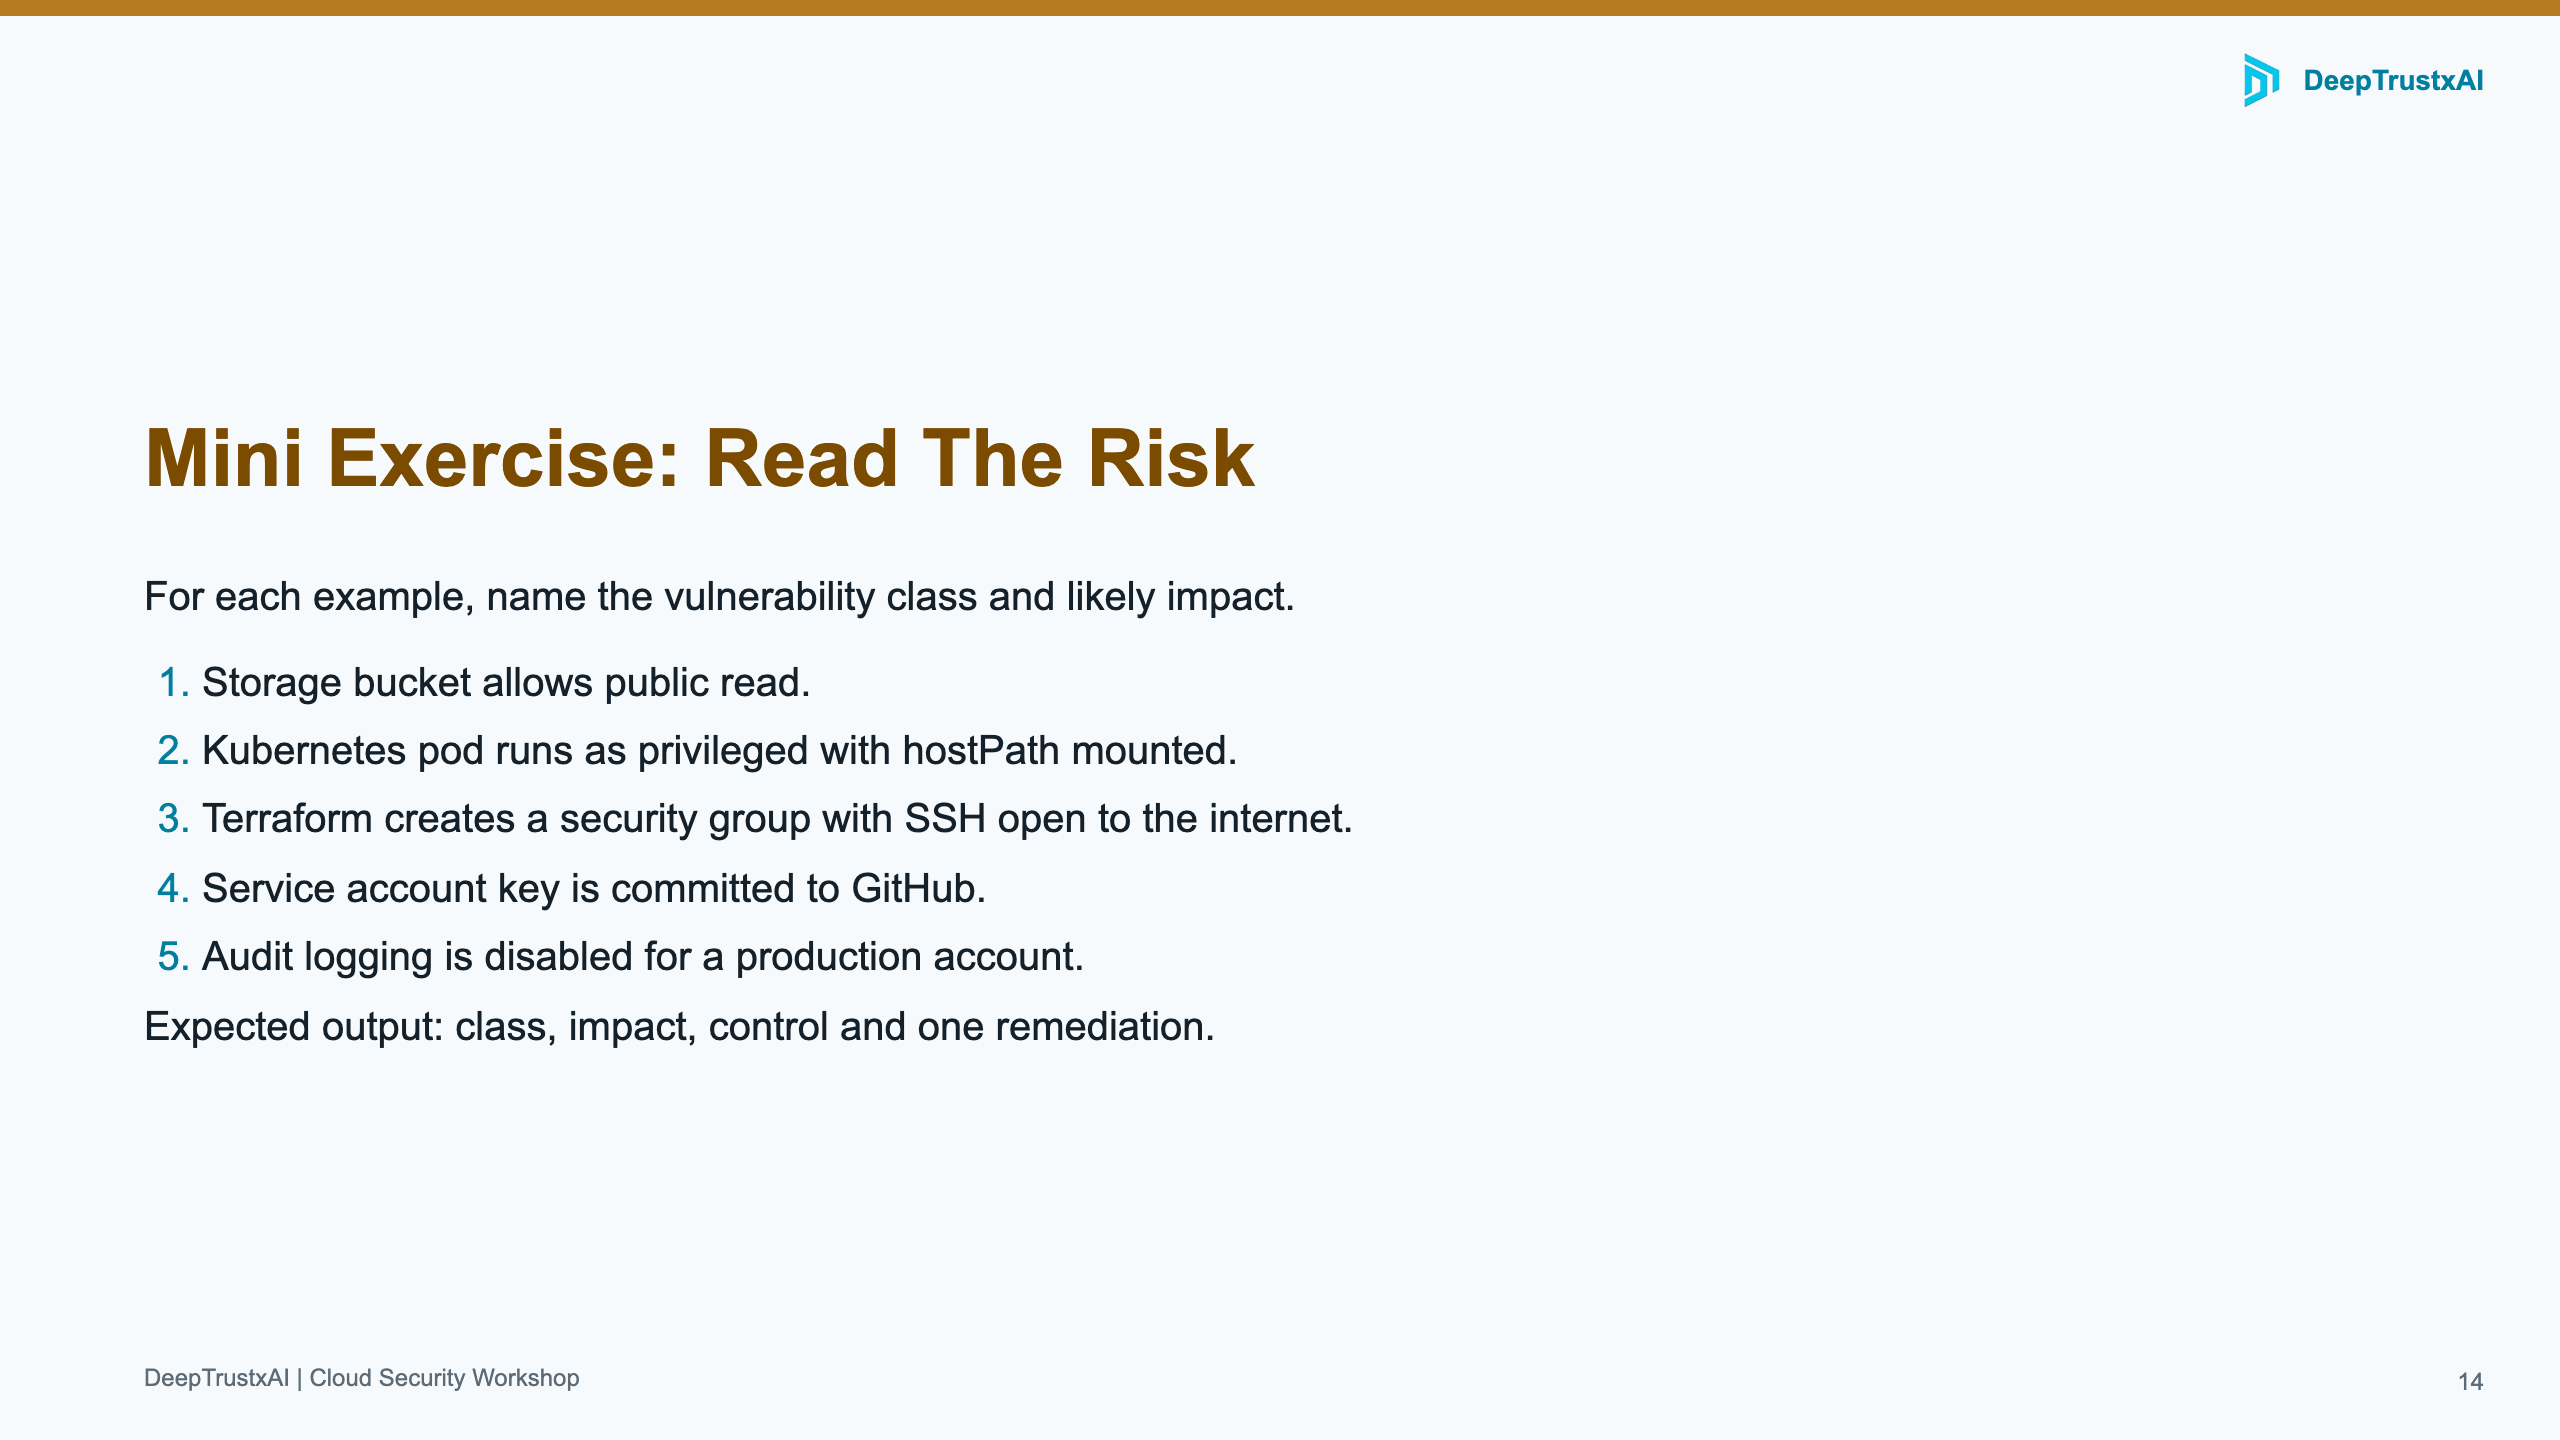 DeepTrustxAI
Mini Exercise: Read The Risk
For each example, name the vulnerability class and likely impact.
1. Storage bucket allows public read.
2. Kubernetes pod runs as privileged with hostPath mounted.
3. Terraform creates a security group with SSH open to the internet.
4. Service account key is committed to GitHub.
5. Audit logging is disabled for a production account.
Expected output: class, impact, control and one remediation.
DeepTrustxAI | Cloud Security Workshop
14